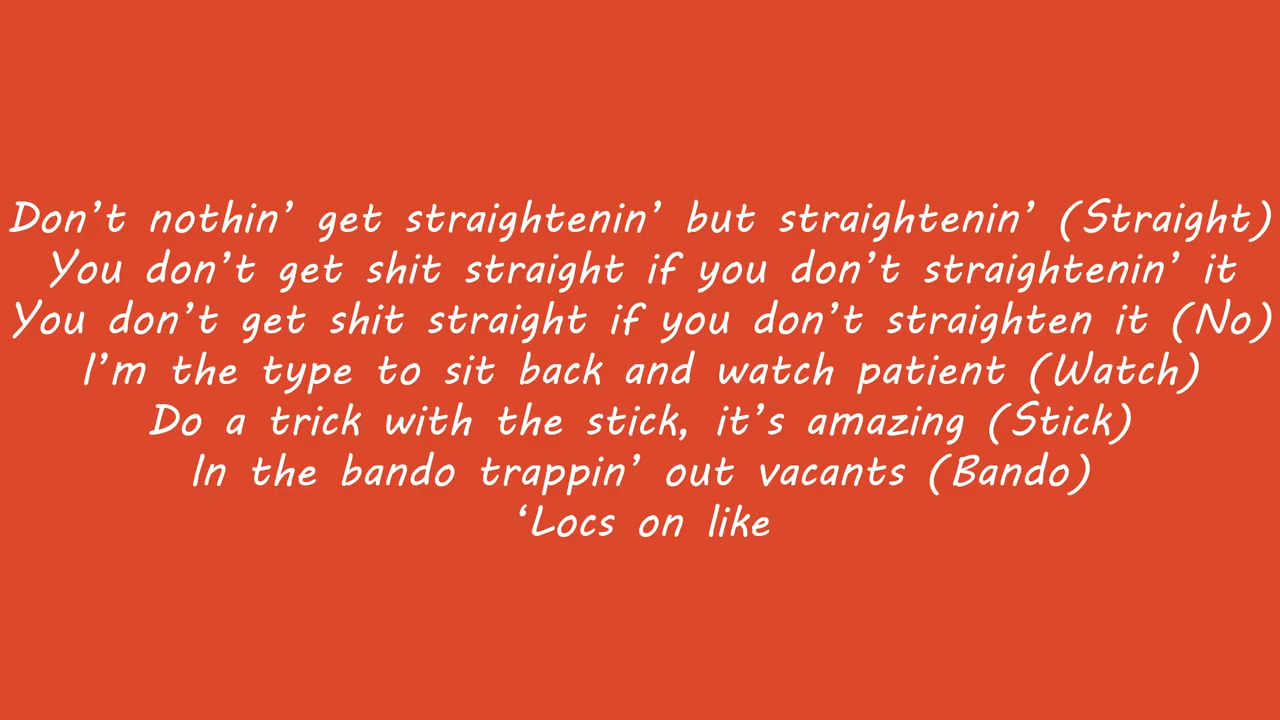 Don’t nothin’ get straightenin’ but straightenin’ (Straight)
You don’t get shit straight if you don’t straightenin’ it
You don’t get shit straight if you don’t straighten it (No)
I’m the type to sit back and watch patient (Watch)
Do a trick with the stick, it’s amazing (Stick)
In the bando trappin’ out vacants (Bando)
‘Locs on like